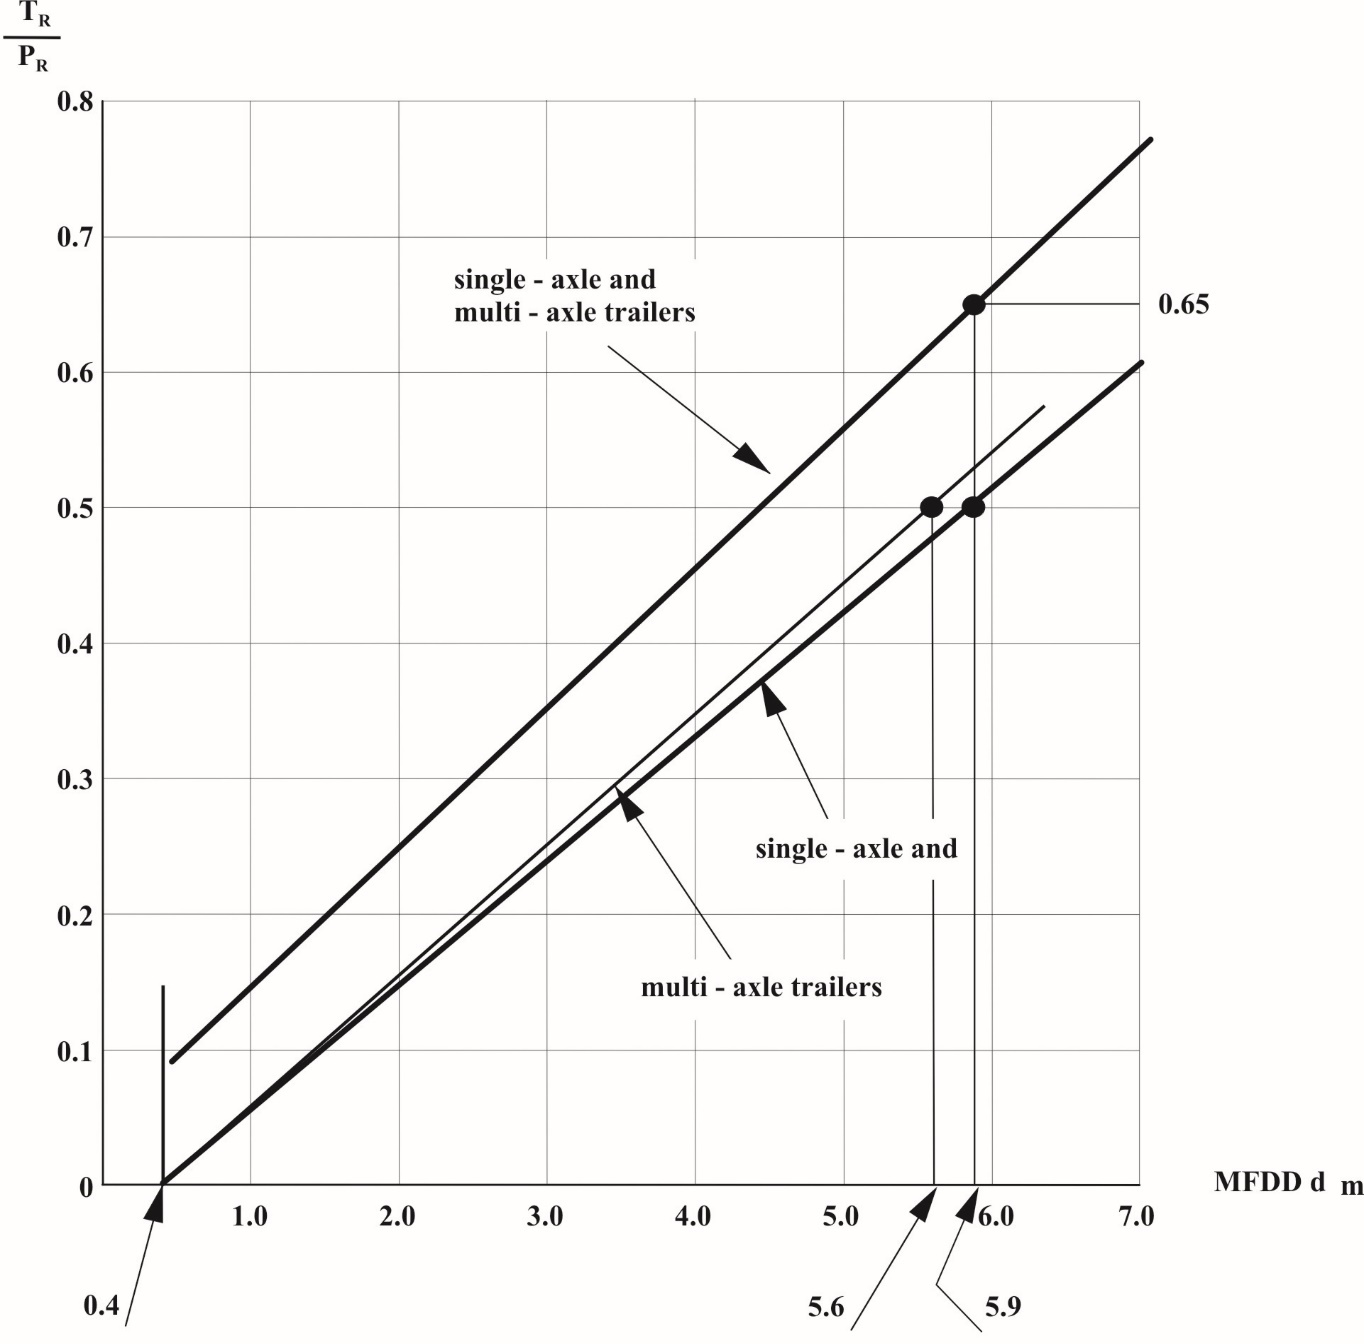 T_R
P_R
0.8
0.7
single - axle and
multi - axle trailers
0.65
0.6
0.5
0.4
0.3
single - axle and
0.2
multi - axle trailers
0.1
0
MFDD d m
1.0 2.0 3.0 4.0 5.0 6.0 7.0
0.4 5.6 5.9